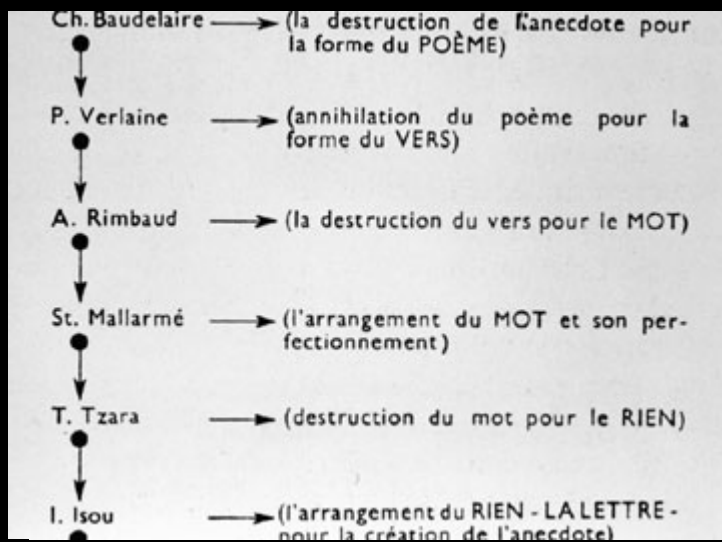 Ch. Baudelaire (la destruction de l'anecdote pour
la forme du POÈME)
P. Verlaine (annihilation du poème pour la
forme du VERS)
A. Rimbaud (la destruction du vers pour le MOT)
St. Mallarmé (l'arrangement du MOT et son per-
fectionnement)
T. Tzara (destruction du mot pour le RIEN)
I. Isou (l'arrangement du RIEN - LA LETTRE -
pour la création de l'anecdote)